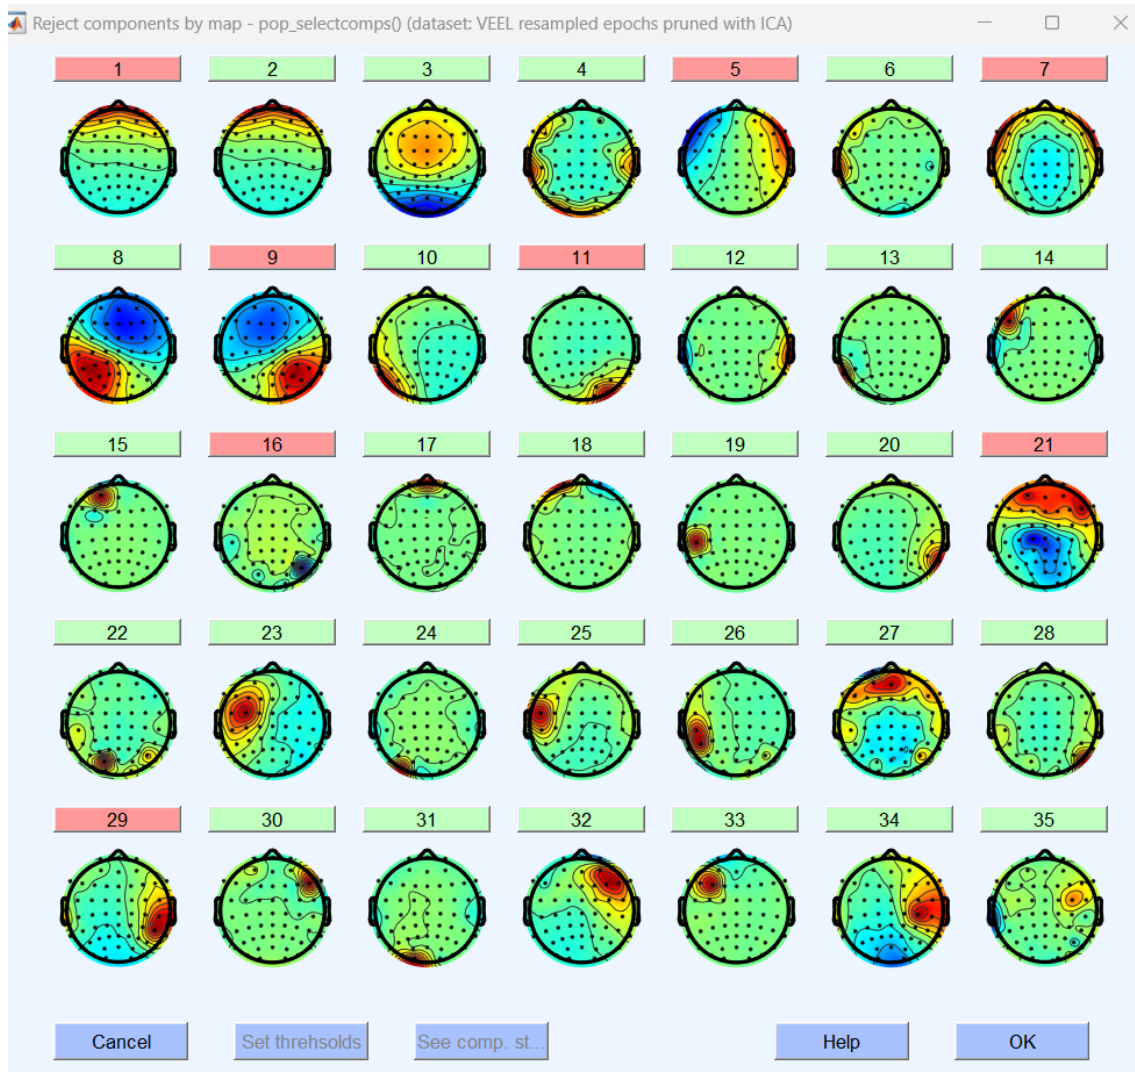 Reject components by map - pop_selectcomps() (dataset: VEEL resampled epochs pruned with ICA)
1 2 3 4 5 6 7
8 9 10 11 12 13 14
15 16 17 18 19 20 21
22 23 24 25 26 27 28
29 30 31 32 33 34 35
Cancel Set threhsolds See comp. st... Help OK